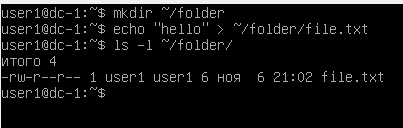 user1@dc-1:~$ mkdir ~/folder
user1@dc-1:~$ echo "hello" > ~/folder/file.txt
user1@dc-1:~$ ls -l ~/folder/
итого 4
-rw-r--r-- 1 user1 user1 6 ноя  6 21:02 file.txt
user1@dc-1:~$